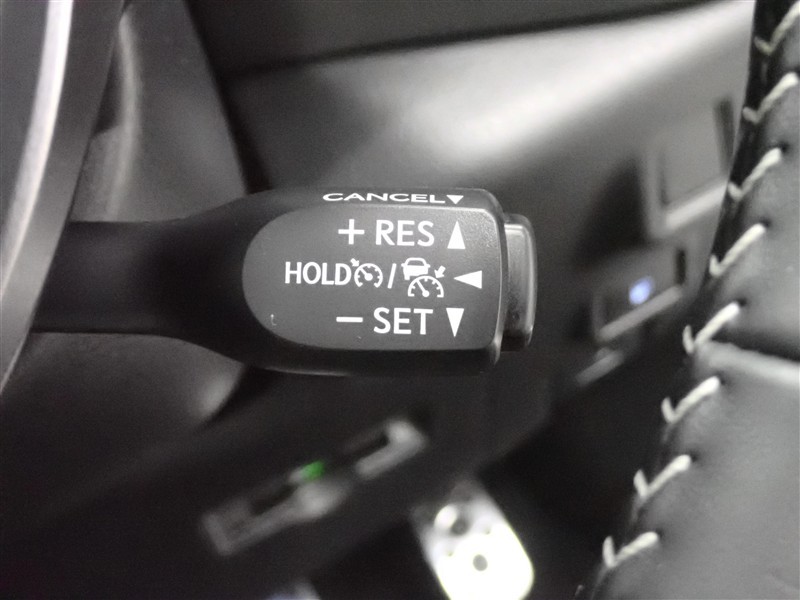 CANCEL▼
+ RES ▲
HOLD / ◀
− SET ▼